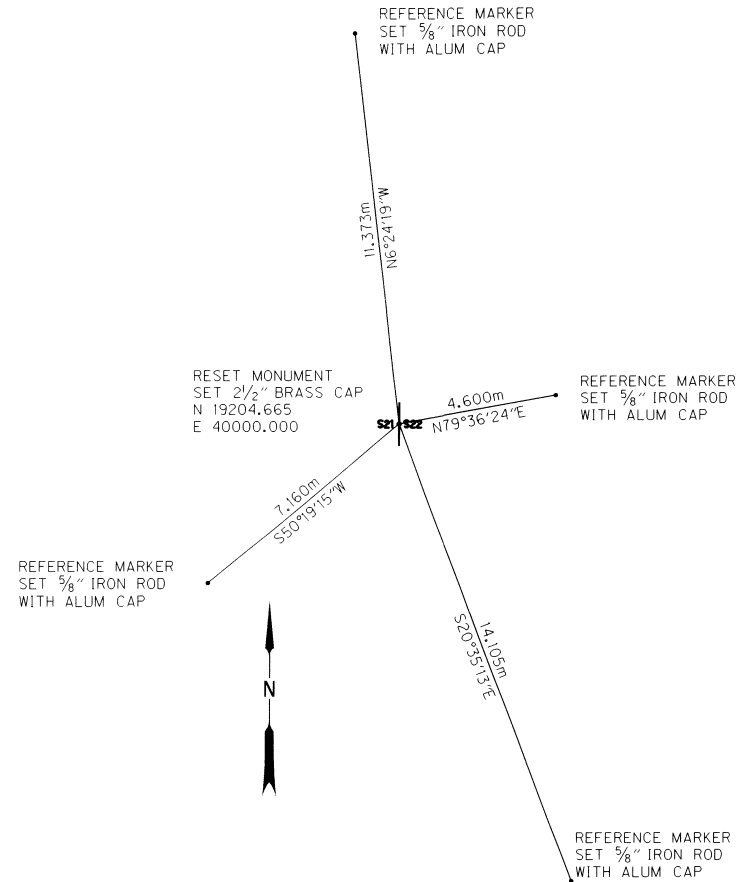 REFERENCE MARKER
SET 5/8" IRON ROD
WITH ALUM CAP
11.373m
N6°24'19"W
RESET MONUMENT
SET 2 1/2" BRASS CAP
N 19204.665
E 40000.000
REFERENCE MARKER
SET 5/8" IRON ROD
WITH ALUM CAP
4.600m
N79°36'24"E
S21 S22
7.160m
S50°19'15"W
REFERENCE MARKER
SET 5/8" IRON ROD
WITH ALUM CAP
14.105m
S20°35'13"E
N
REFERENCE MARKER
SET 5/8" IRON ROD
WITH ALUM CAP